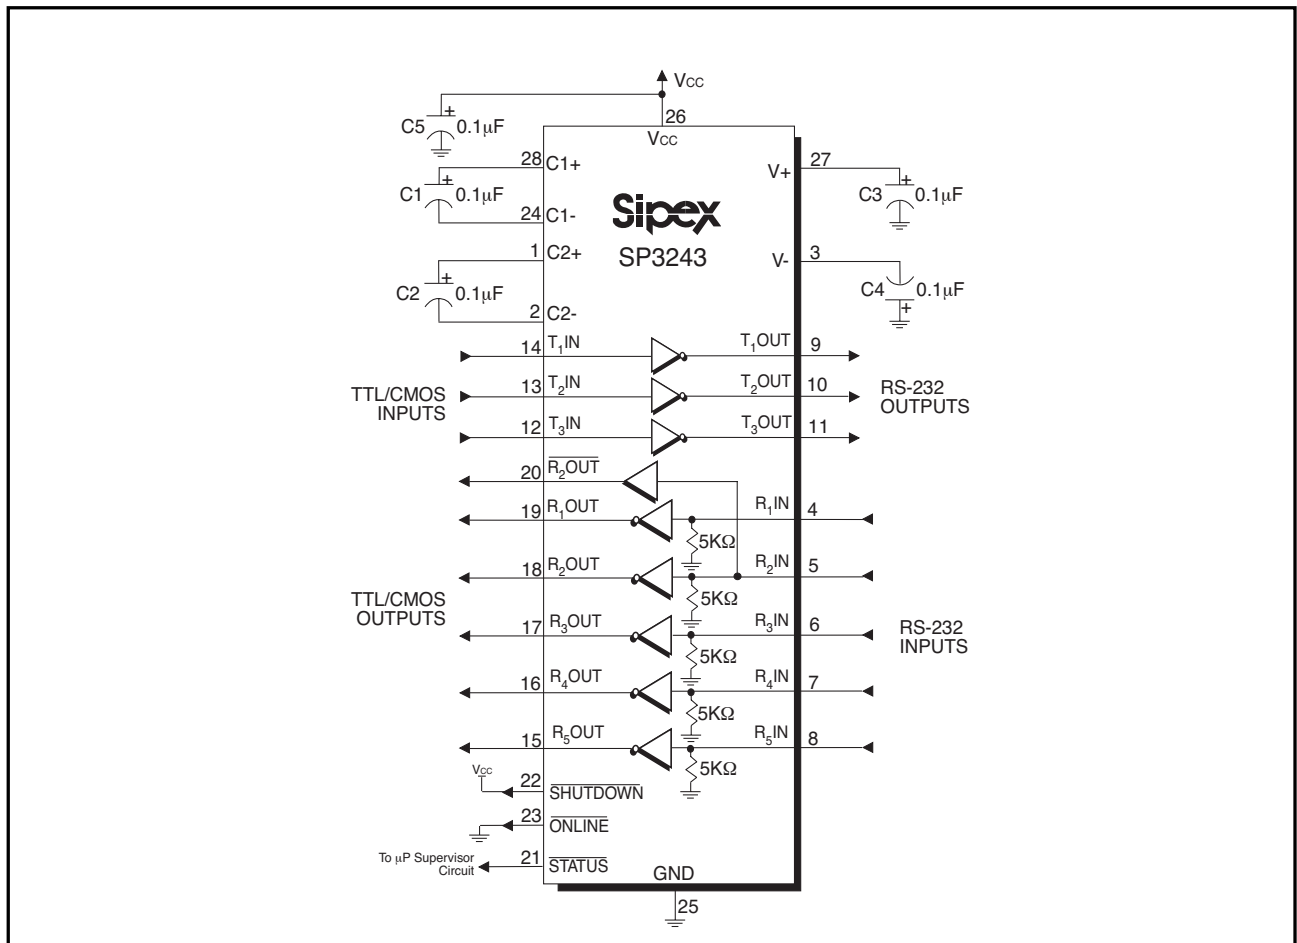 VCC
26
VCC
C5
+
0.1µF
28
C1+
C1
+
0.1µF
24
C1-
1
C2+
C2
+
0.1µF
2
C2-
V+
27
C3
+
0.1µF
V-
3
C4
0.1µF
+
Sipex
SP3243
14 T1IN T1OUT 9
13 T2IN T2OUT 10
12 T3IN T3OUT 11
TTL/CMOS
INPUTS
RS-232
OUTPUTS
20 R2OUT
19 R1OUT R1IN 4
5KΩ
18 R2OUT R2IN 5
5KΩ
17 R3OUT R3IN 6
5KΩ
16 R4OUT R4IN 7
5KΩ
15 R5OUT R5IN 8
5KΩ
TTL/CMOS
OUTPUTS
RS-232
INPUTS
VCC
22 SHUTDOWN
23 ONLINE
To µP Supervisor
Circuit
21 STATUS
GND
25